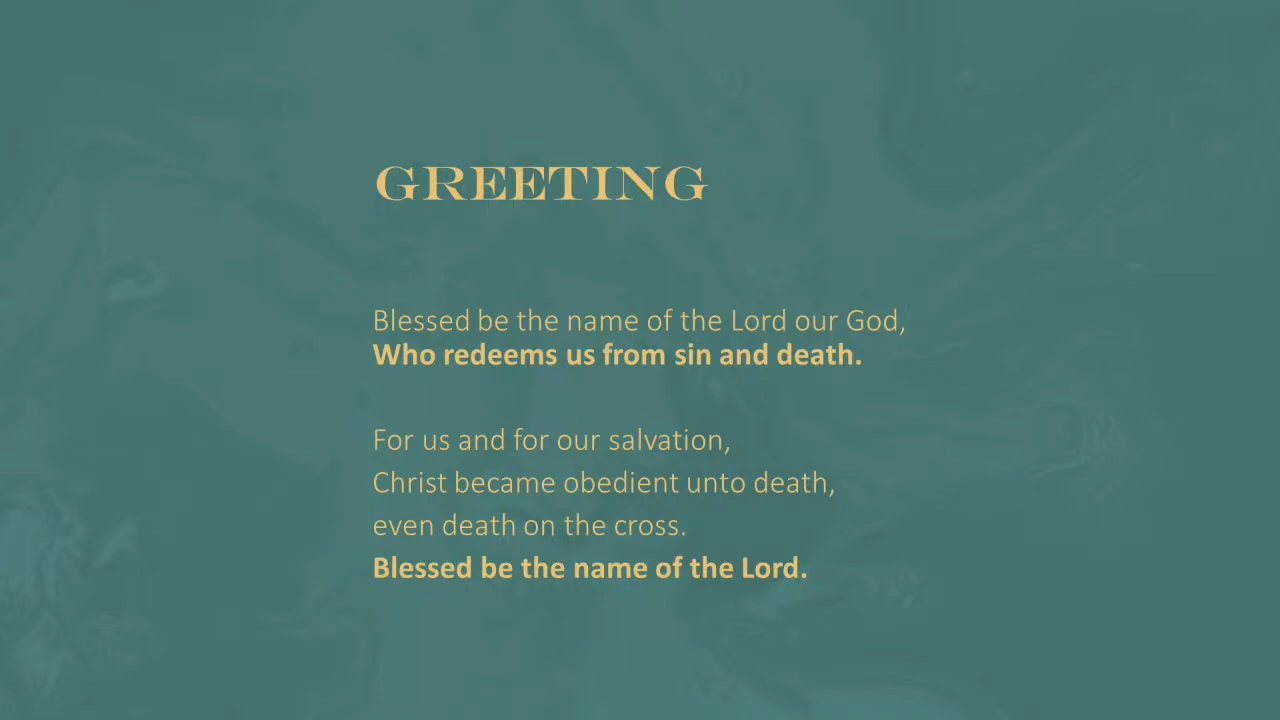 GREETING
Blessed be the name of the Lord our God,
Who redeems us from sin and death.
For us and for our salvation,
Christ became obedient unto death,
even death on the cross.
Blessed be the name of the Lord.